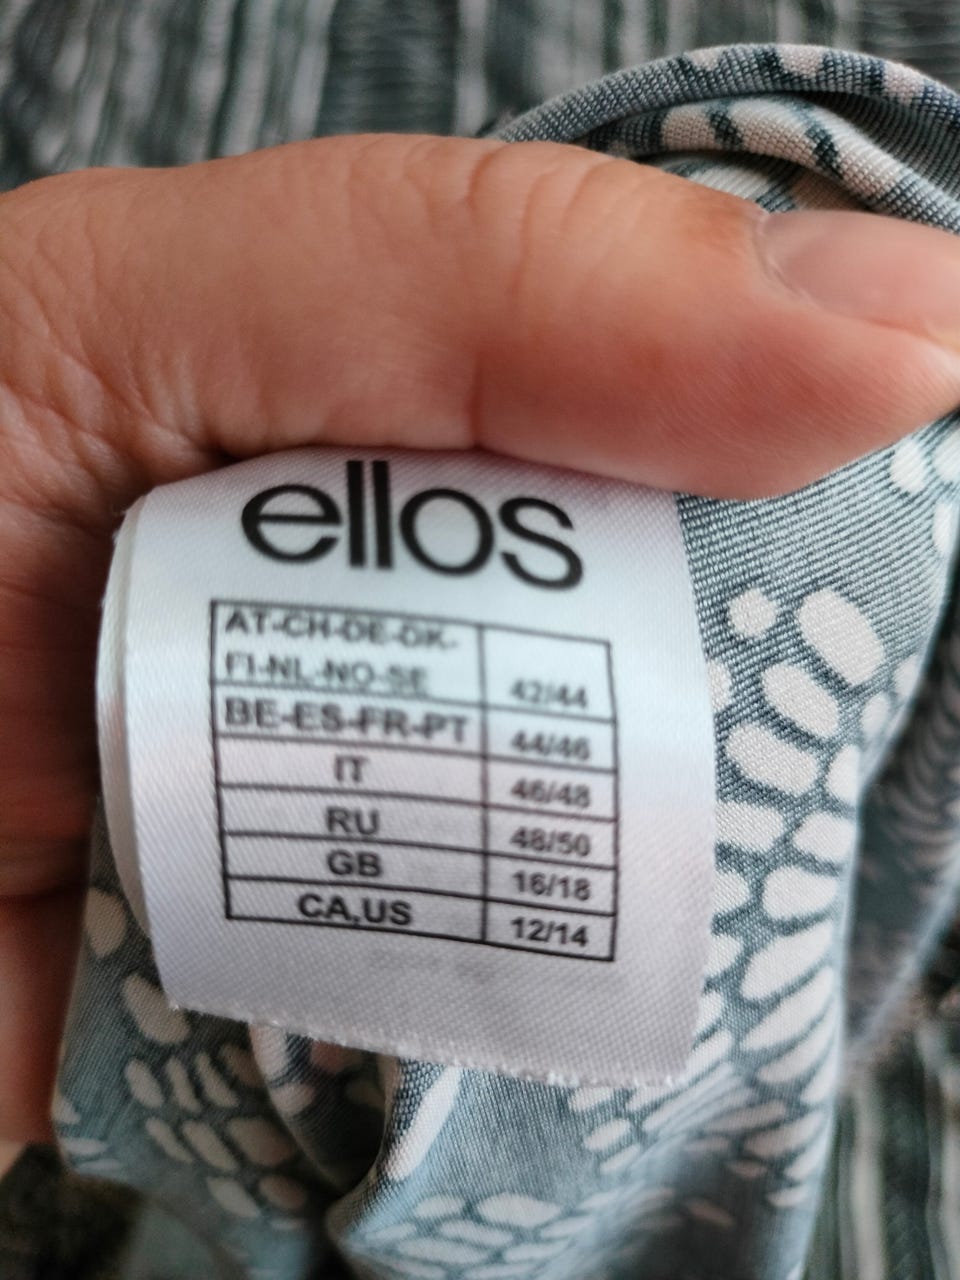 ellos
AT-CH-DE-DK-
FI-NL-NO-SE 42/44
BE-ES-FR-PT 44/46
IT 46/48
RU 48/50
GB 16/18
CA,US 12/14